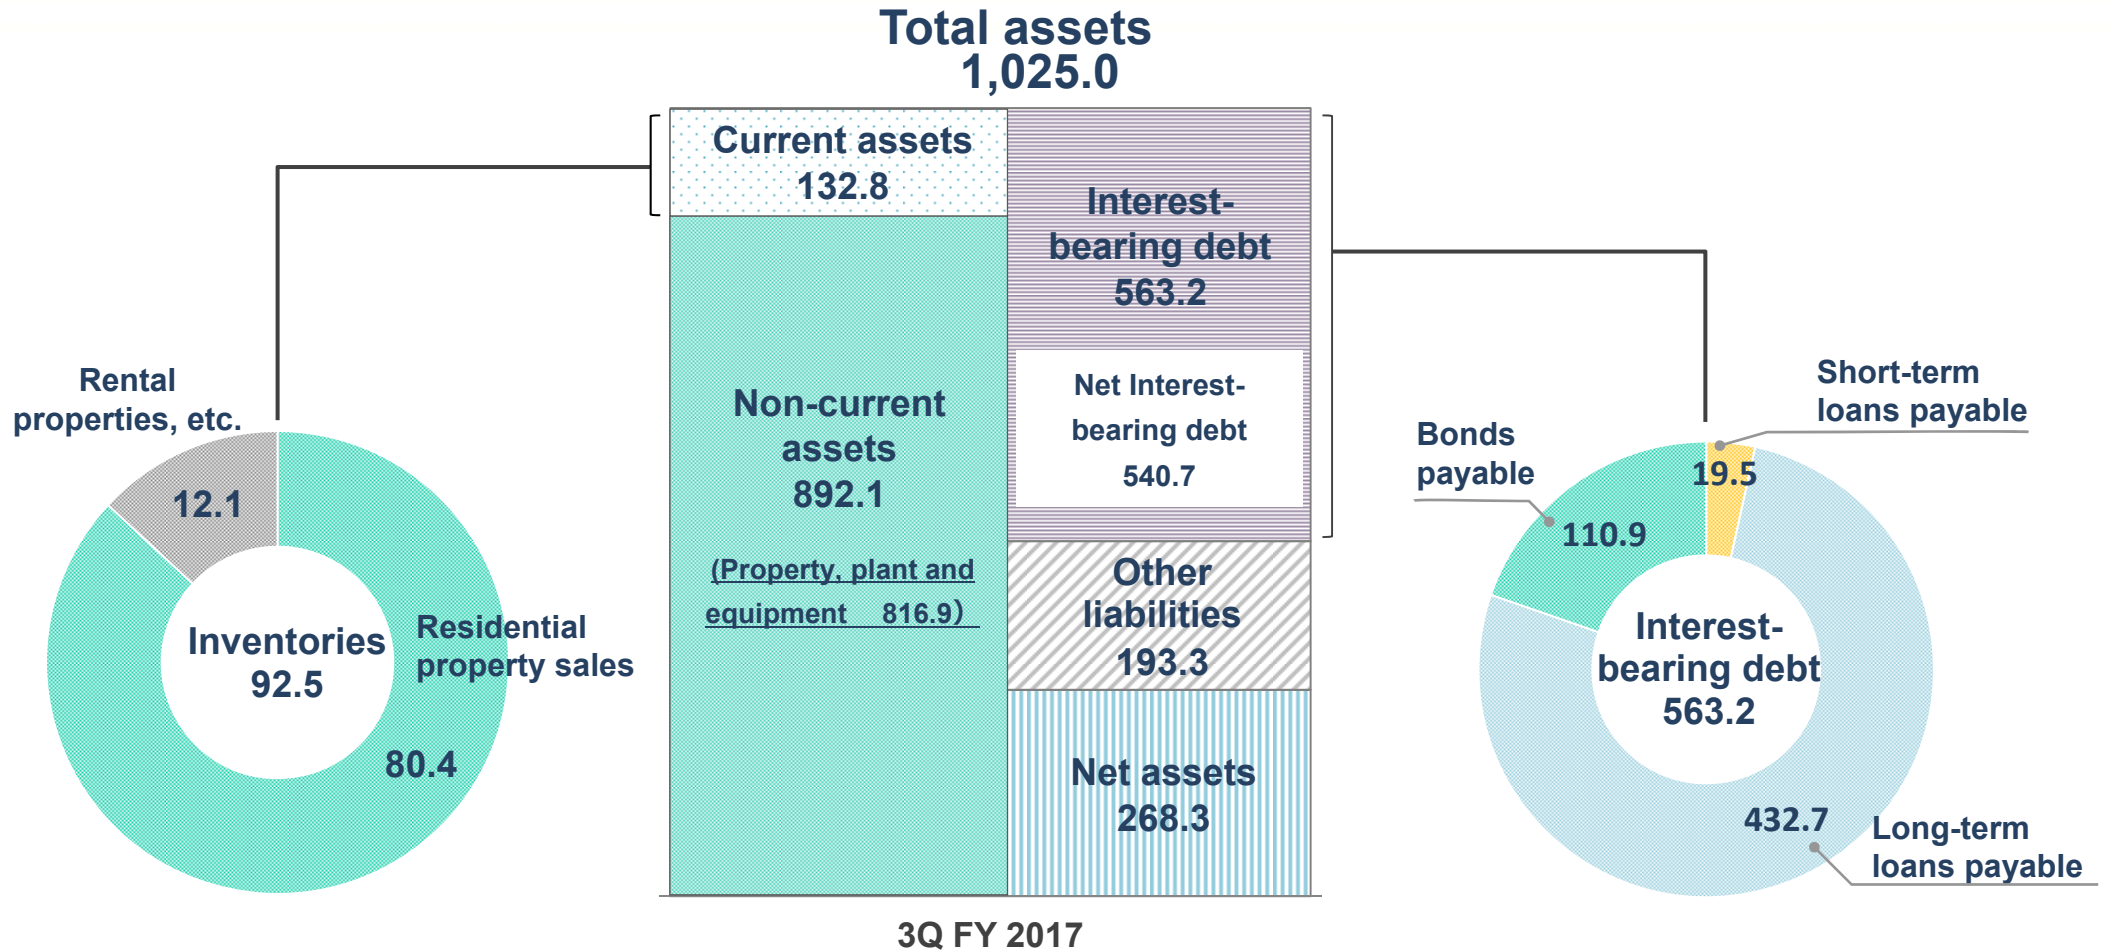 Total assets
1,025.0
Current assets
132.8
Non-current
assets
892.1
(Property, plant and
equipment 816.9）
Interest-
bearing debt
563.2
Net Interest-
bearing debt
540.7
Other
liabilities
193.3
Net assets
268.3
3Q FY 2017
Rental
properties, etc.
12.1
Inventories
92.5
Residential
property sales
80.4
Short-term
loans payable
19.5
Bonds
payable
110.9
Interest-
bearing debt
563.2
432.7
Long-term
loans payable